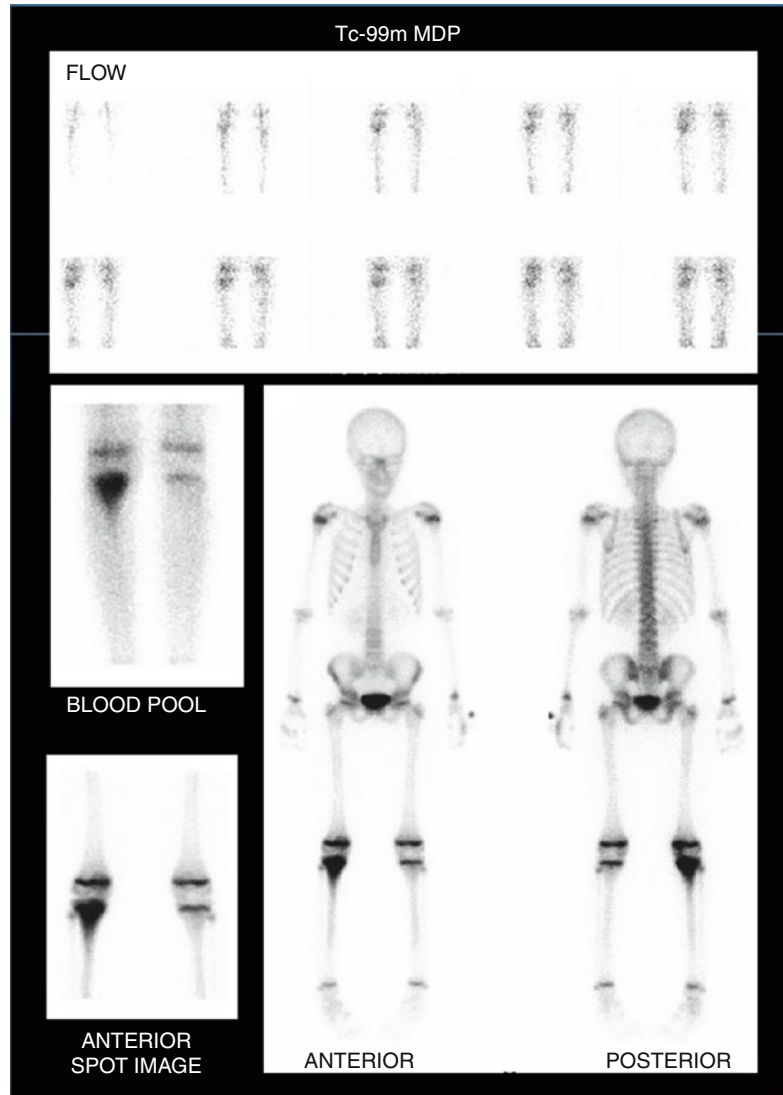 Tc-99m MDP
FLOW
BLOOD POOL
ANTERIOR
SPOT IMAGE
ANTERIOR
POSTERIOR